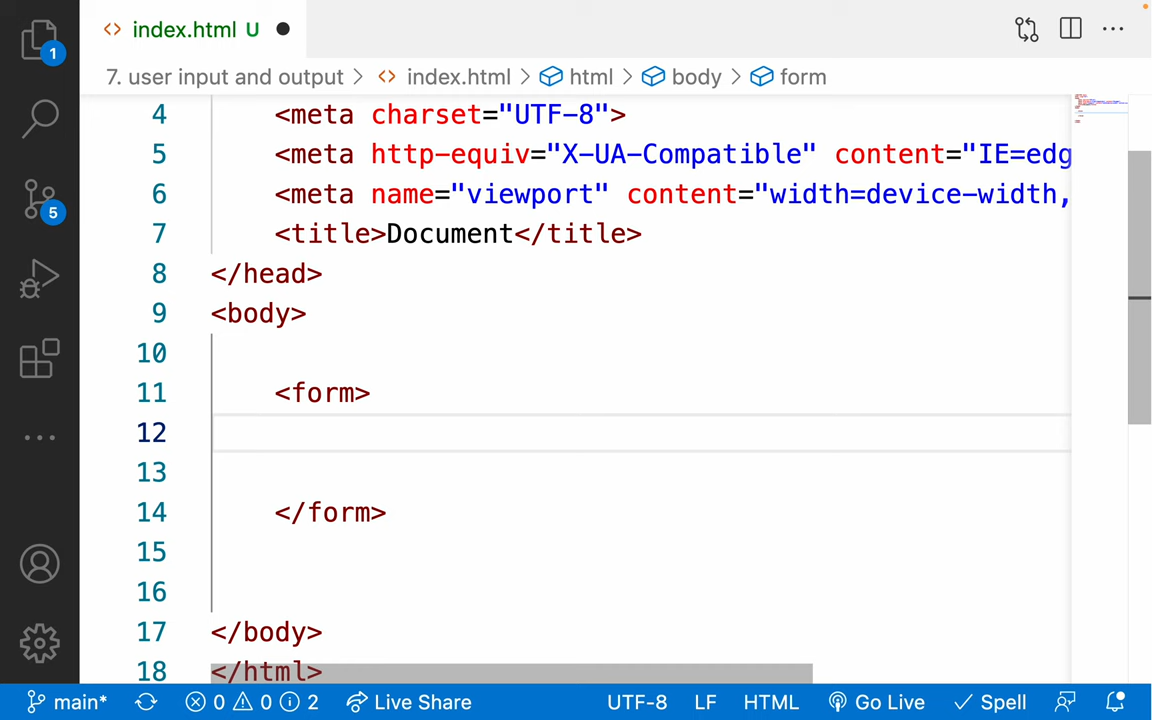 1
5
index.html U
7. user input and output > index.html > html > body > form
4 <meta charset="UTF-8">
5 <meta http-equiv="X-UA-Compatible" content="IE=edg
6 <meta name="viewport" content="width=device-width,
7 <title>Document</title>
8 </head>
9 <body>
10
11 <form>
12
13
14 </form>
15
16
17 </body>
18 </html>
main* 0 0 2 Live Share UTF-8 LF HTML Go Live Spell